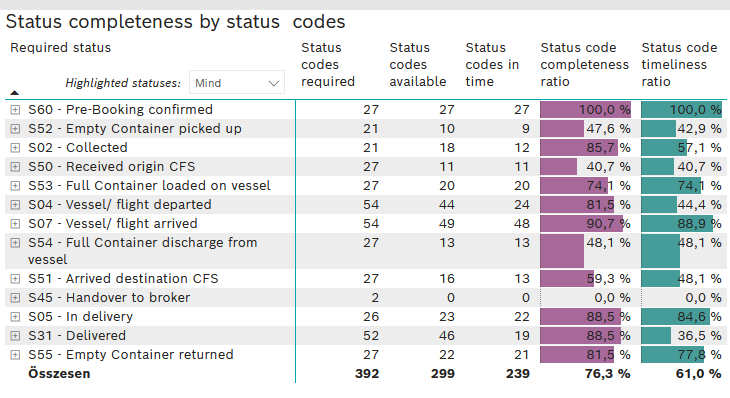 Status completeness by status codes
Required status
Status codes required
Status codes available
Status codes in time
Status code completeness ratio
Status code timeliness ratio
Highlighted statuses: Mind
S60 - Pre-Booking confirmed 27 27 27 100,0 % 100,0 %
S52 - Empty Container picked up 21 10 9 47,6 % 42,9 %
S02 - Collected 21 18 12 85,7 % 57,1 %
S50 - Received origin CFS 27 11 11 40,7 % 40,7 %
S53 - Full Container loaded on vessel 27 20 20 74,1 % 74,1 %
S04 - Vessel/ flight departed 54 44 24 81,5 % 44,4 %
S07 - Vessel/ flight arrived 54 49 48 90,7 % 88,9 %
S54 - Full Container discharge from 27 13 13 48,1 % 48,1 %
vessel
S51 - Arrived destination CFS 27 16 13 59,3 % 48,1 %
S45 - Handover to broker 2 0 0 0,0 % 0,0 %
S05 - In delivery 26 23 22 88,5 % 84,6 %
S31 - Delivered 52 46 19 88,5 % 36,5 %
S55 - Empty Container returned 27 22 21 81,5 % 77,8 %
Összesen 392 299 239 76,3 % 61,0 %